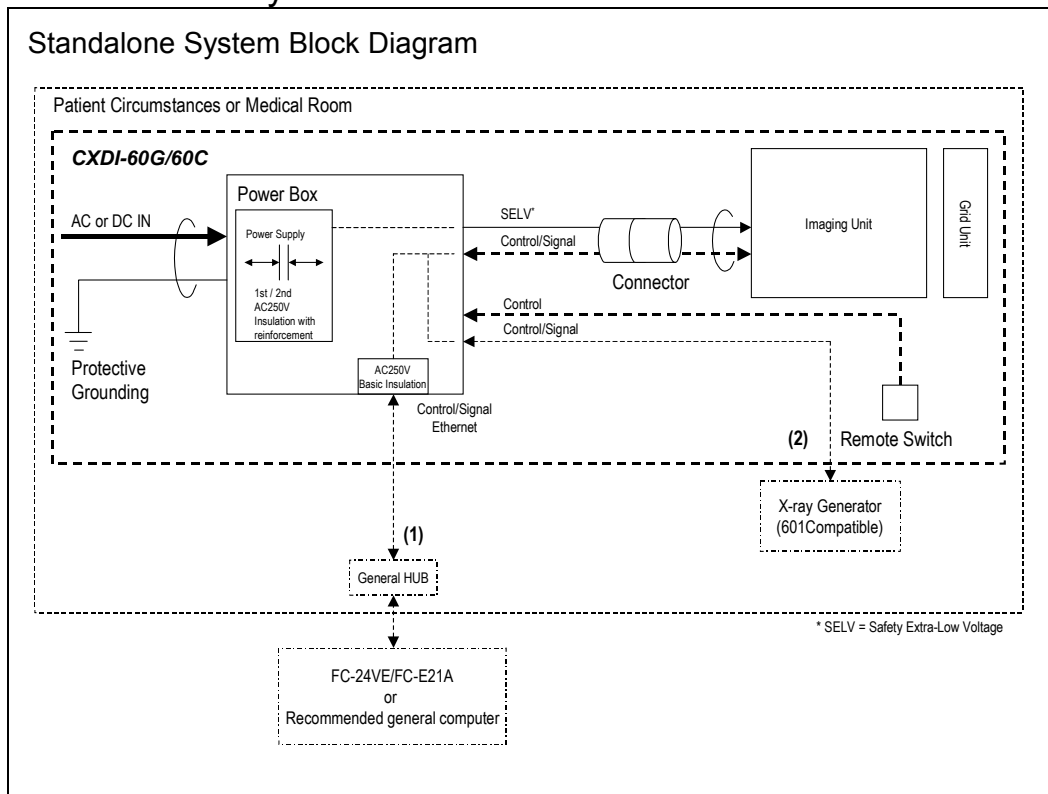 Standalone System Block Diagram
Patient Circumstances or Medical Room
CXDI-60G/60C
Power Box
AC or DC IN
Power Supply
1st / 2nd
AC250V
Insulation with
reinforcement
SELV*
Control/Signal
Connector
Imaging Unit
Grid Unit
Control
Control/Signal
Protective
Grounding
AC250V
Basic Insulation
Control/Signal
Ethernet
(2)
Remote Switch
X-ray Generator
(601Compatible)
(1)
General HUB
* SELV = Safety Extra-Low Voltage
FC-24VE/FC-E21A
or
Recommended general computer